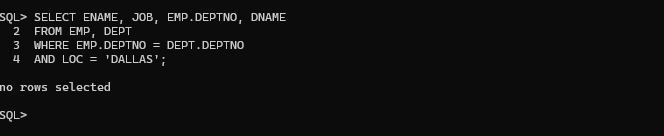 SQL> SELECT ENAME, JOB, EMP.DEPTNO, DNAME
2 FROM EMP, DEPT
3 WHERE EMP.DEPTNO = DEPT.DEPTNO
4 AND LOC = 'DALLAS';
no rows selected
SQL>